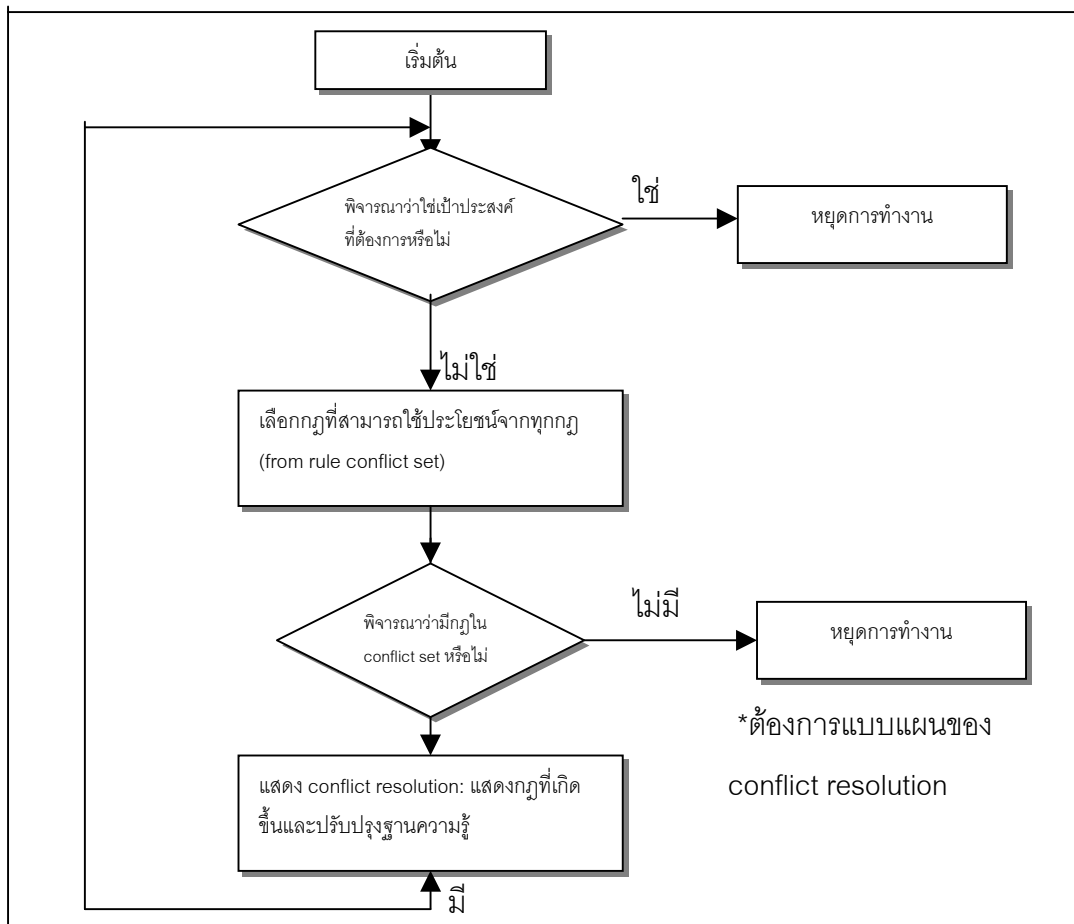 เริ่มต้น
พิจารณาว่าใช่เป้าประสงค์
ที่ต้องการหรือไม่
ใช่
หยุดการทำงาน
ไม่ใช่
เลือกกฎที่สามารถใช้ประโยชน์จากทุกกฎ
(from rule conflict set)
พิจารณาว่ามีกฎใน
conflict set หรือไม่
ไม่มี
หยุดการทำงาน
*ต้องการแบบแผนของ
conflict resolution
แสดง conflict resolution: แสดงกฎที่เกิด
ขึ้นและปรับปรุงฐานความรู้
มี